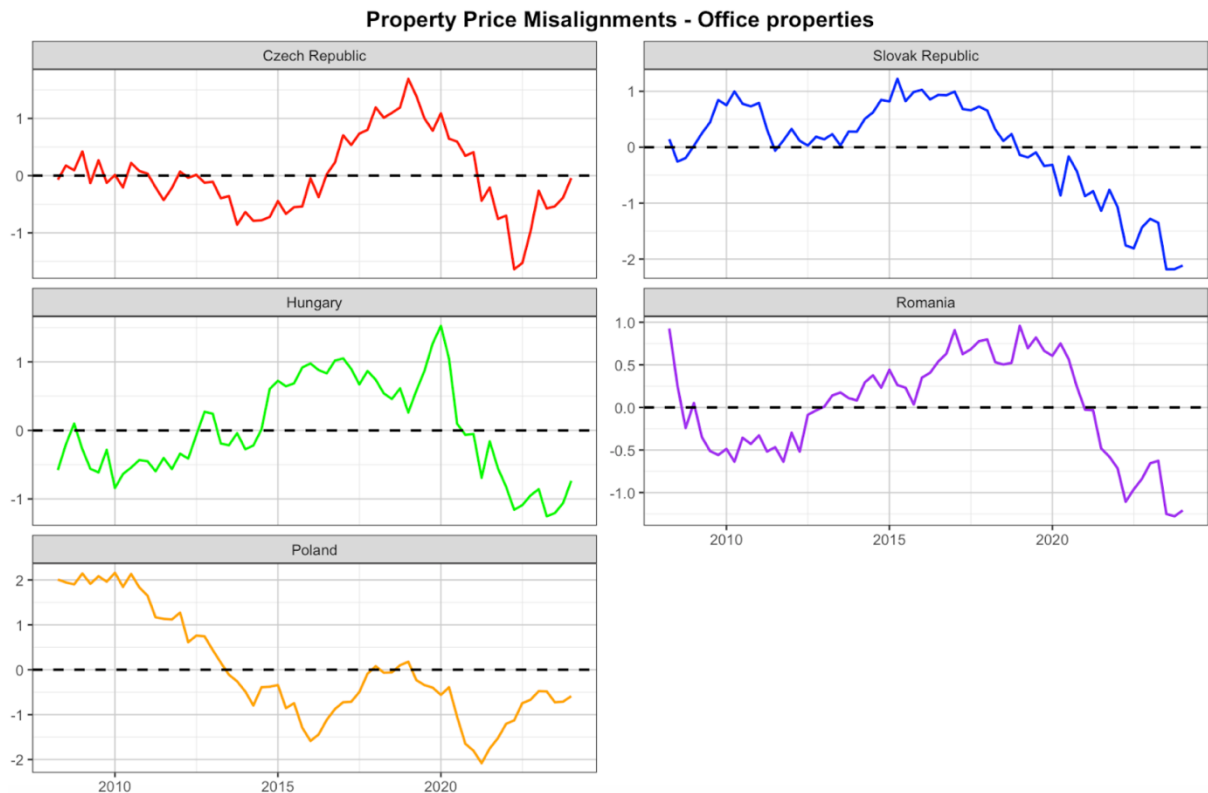 Property Price Misalignments - Office properties
Czech Republic
1
0
-1
Slovak Republic
1
0
-1
-2
Hungary
1
0
-1
Romania
1.0
0.5
0.0
-0.5
-1.0
2010 2015 2020
Poland
2
1
0
-1
-2
2010 2015 2020